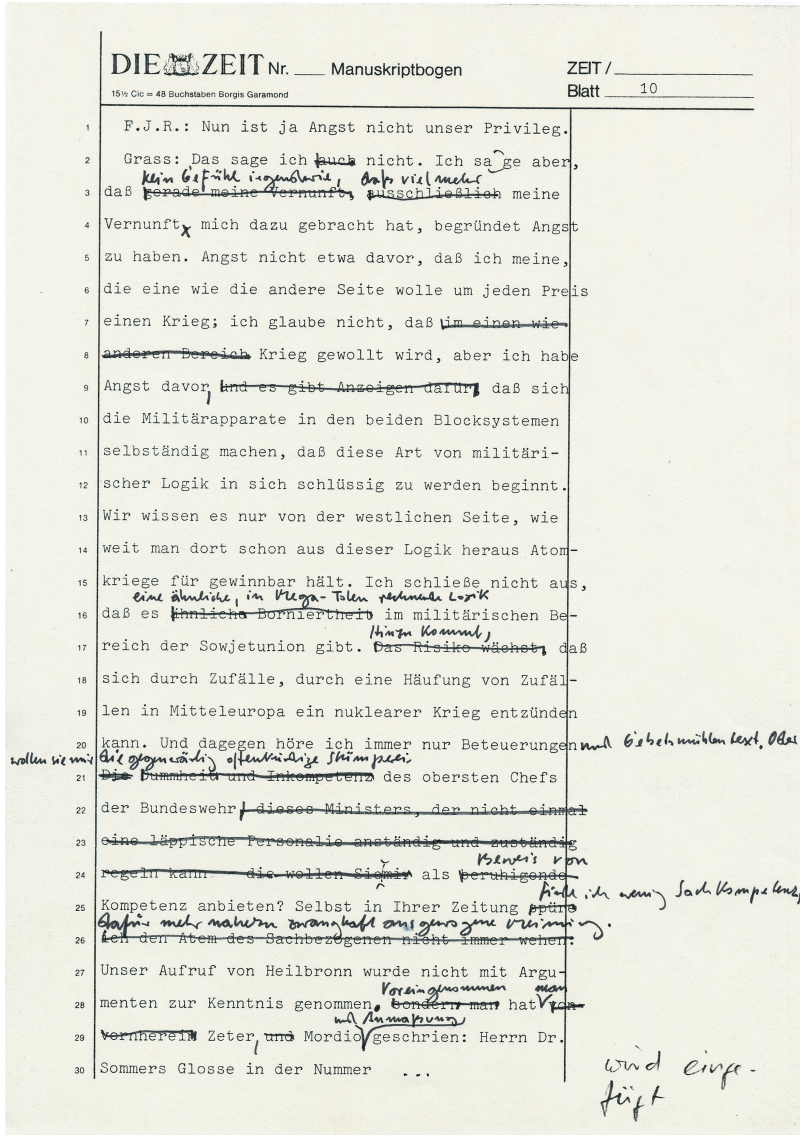 DIE ZEIT Nr. ___ Manuskriptbogen ZEIT / ___
15½ Cic = 48 Buchstaben Borgis Garamond Blatt 10
1 F.J.R.: Nun ist ja Angst nicht unser Privileg.
2 Grass: Das sage ich auch nicht. Ich sage aber,
kein Gefühl irgendwie, daß vielmehr
3 daß gerade meine Vernunft, ausschließlich meine
4 Vernunft, mich dazu gebracht hat, begründet Angst
5 zu haben. Angst nicht etwa davor, daß ich meine,
6 die eine wie die andere Seite wolle um jeden Preis
7 einen Krieg; ich glaube nicht, daß im einen wie
8 anderen Bereich Krieg gewollt wird, aber ich habe
9 Angst davor, und es gibt Anzeigen dafür, daß sich
10 die Militärapparate in den beiden Blocksystemen
11 selbständig machen, daß diese Art von militäri-
12 scher Logik in sich schlüssig zu werden beginnt.
13 Wir wissen es nur von der westlichen Seite, wie
14 weit man dort schon aus dieser Logik heraus Atom-
15 kriege für gewinnbar hält. Ich schließe nicht aus,
eine ähnliche, in Mega-Toten rechnende Logik
16 daß es ähnliche Borniertheit im militärischen Be-
Hinzu kommt,
17 reich der Sowjetunion gibt. Das Risiko wächst, daß
18 sich durch Zufälle, durch eine Häufung von Zufäl-
19 len in Mitteleuropa ein nuklearer Krieg entzünden
20 kann. Und dagegen höre ich immer nur Beteuerungen und Gebetsmühlentext. Oder
wollen sie mir die gegenwärtig offenkundige Stümperei
21 Die Dummheit und Inkompetenz des obersten Chefs
22 der Bundeswehr, dieses Ministers, der nicht einmal
23 eine läppische Personalie anständig und zuständig
Beweis von
24 regeln kann die wollen Sie mir als beruhigende
finde ich wenig Sachkompetenz,
25 Kompetenz anbieten? Selbst in Ihrer Zeitung spüre
dafür mehr nahezu zwanghaft ausgewogene Meinung.
26 ich den Atem des Sachbezogenen nicht immer wehen.
27 Unser Aufruf von Heilbronn wurde nicht mit Argu-
Voreingenommen man
28 menten zur Kenntnis genommen. sondern man hat von
und Anmaßung
29 vornherein Zeter, und Mordio geschrien: Herrn Dr.
30 Sommers Glosse in der Nummer ...
wird einge-
fügt